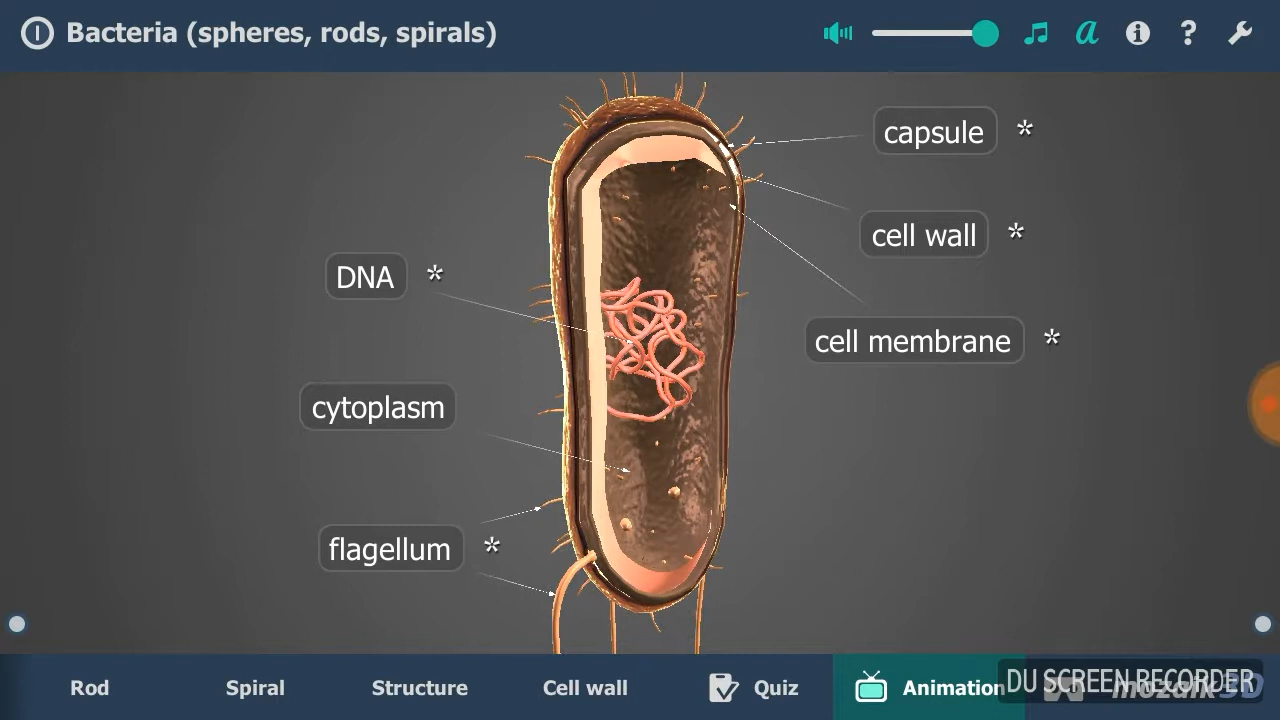 Bacteria (spheres, rods, spirals)
a i ?
capsule *
cell wall *
DNA *
cell membrane *
cytoplasm
flagellum *
Rod Spiral Structure Cell wall Quiz Animation DU SCREEN RECORDER
mozaik3D